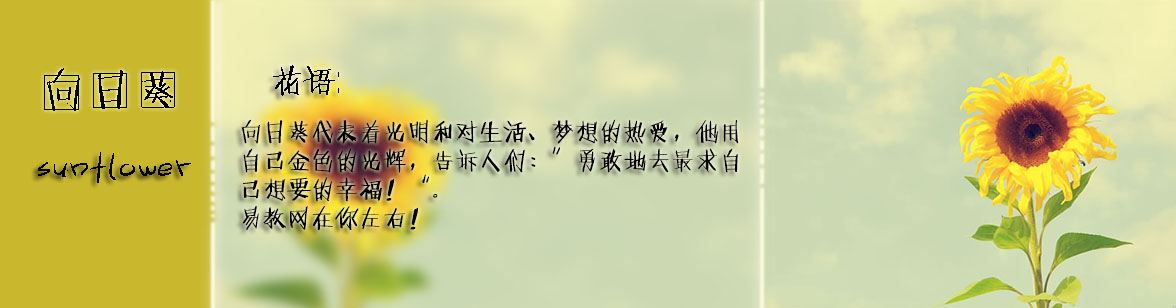 向日葵
sunflower
花语:
向日葵代表着光明和对生活、梦想的热爱，他用
自己金色的光辉，告诉人们：”勇敢地去最求自
己想要的幸福！“。
易教网在你左右！